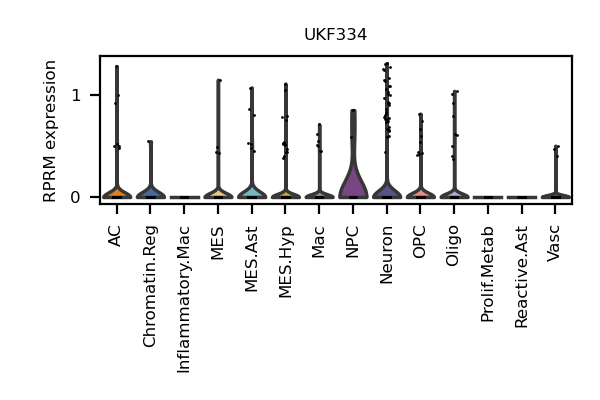 UKF334
RPRM expression
1
0
AC
Chromatin.Reg
Inflammatory.Mac
MES
MES.Ast
MES.Hyp
Mac
NPC
Neuron
OPC
Oligo
Prolif.Metab
Reactive.Ast
Vasc